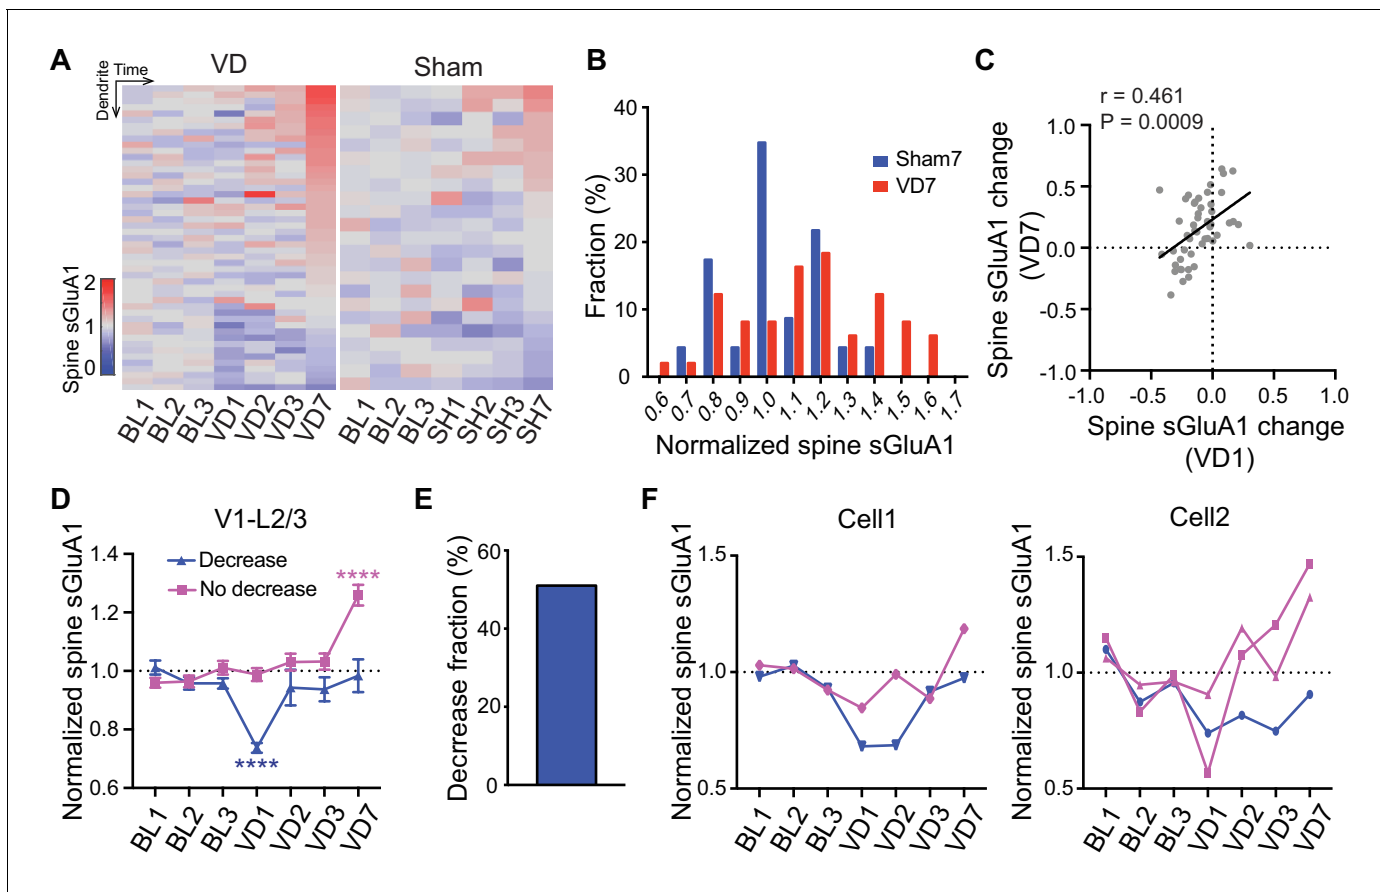 A
Dendrite
Time
VD
Sham
Spine sGluA1
2
1
0
BL1
BL2
BL3
VD1
VD2
VD3
VD7
BL1
BL2
BL3
SH1
SH2
SH3
SH7
B
Fraction (%)
40
30
20
10
0
Sham7
VD7
0.6
0.7
0.8
0.9
1.0
1.1
1.2
1.3
1.4
1.5
1.6
1.7
Normalized spine sGluA1
C
r = 0.461
P = 0.0009
Spine sGluA1 change
(VD7)
1.0
0.5
0.0
-0.5
-1.0
-1.0
-0.5
0.0
0.5
1.0
Spine sGluA1 change
(VD1)
D
V1-L2/3
Normalized spine sGluA1
1.4
1.2
1.0
0.8
0.6
Decrease
No decrease
****
****
BL1
BL2
BL3
VD1
VD2
VD3
VD7
E
Decrrease fraction (%)
60
40
20
0
F
Cell1
Normalized spine sGluA1
1.5
1.0
0.5
BL1
BL2
BL3
VD1
VD2
VD3
VD7
Cell2
Normalized spine sGluA1
1.5
1.0
0.5
BL1
BL2
BL3
VD1
VD2
VD3
VD7